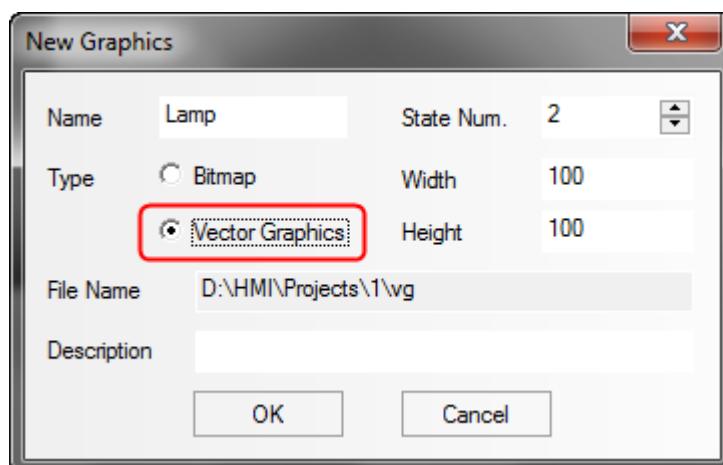 New Graphics
Name Lamp State Num. 2
Type Bitmap Width 100
Vector Graphics Height 100
File Name D:\HMI\Projects\1\vg
Description
OK Cancel